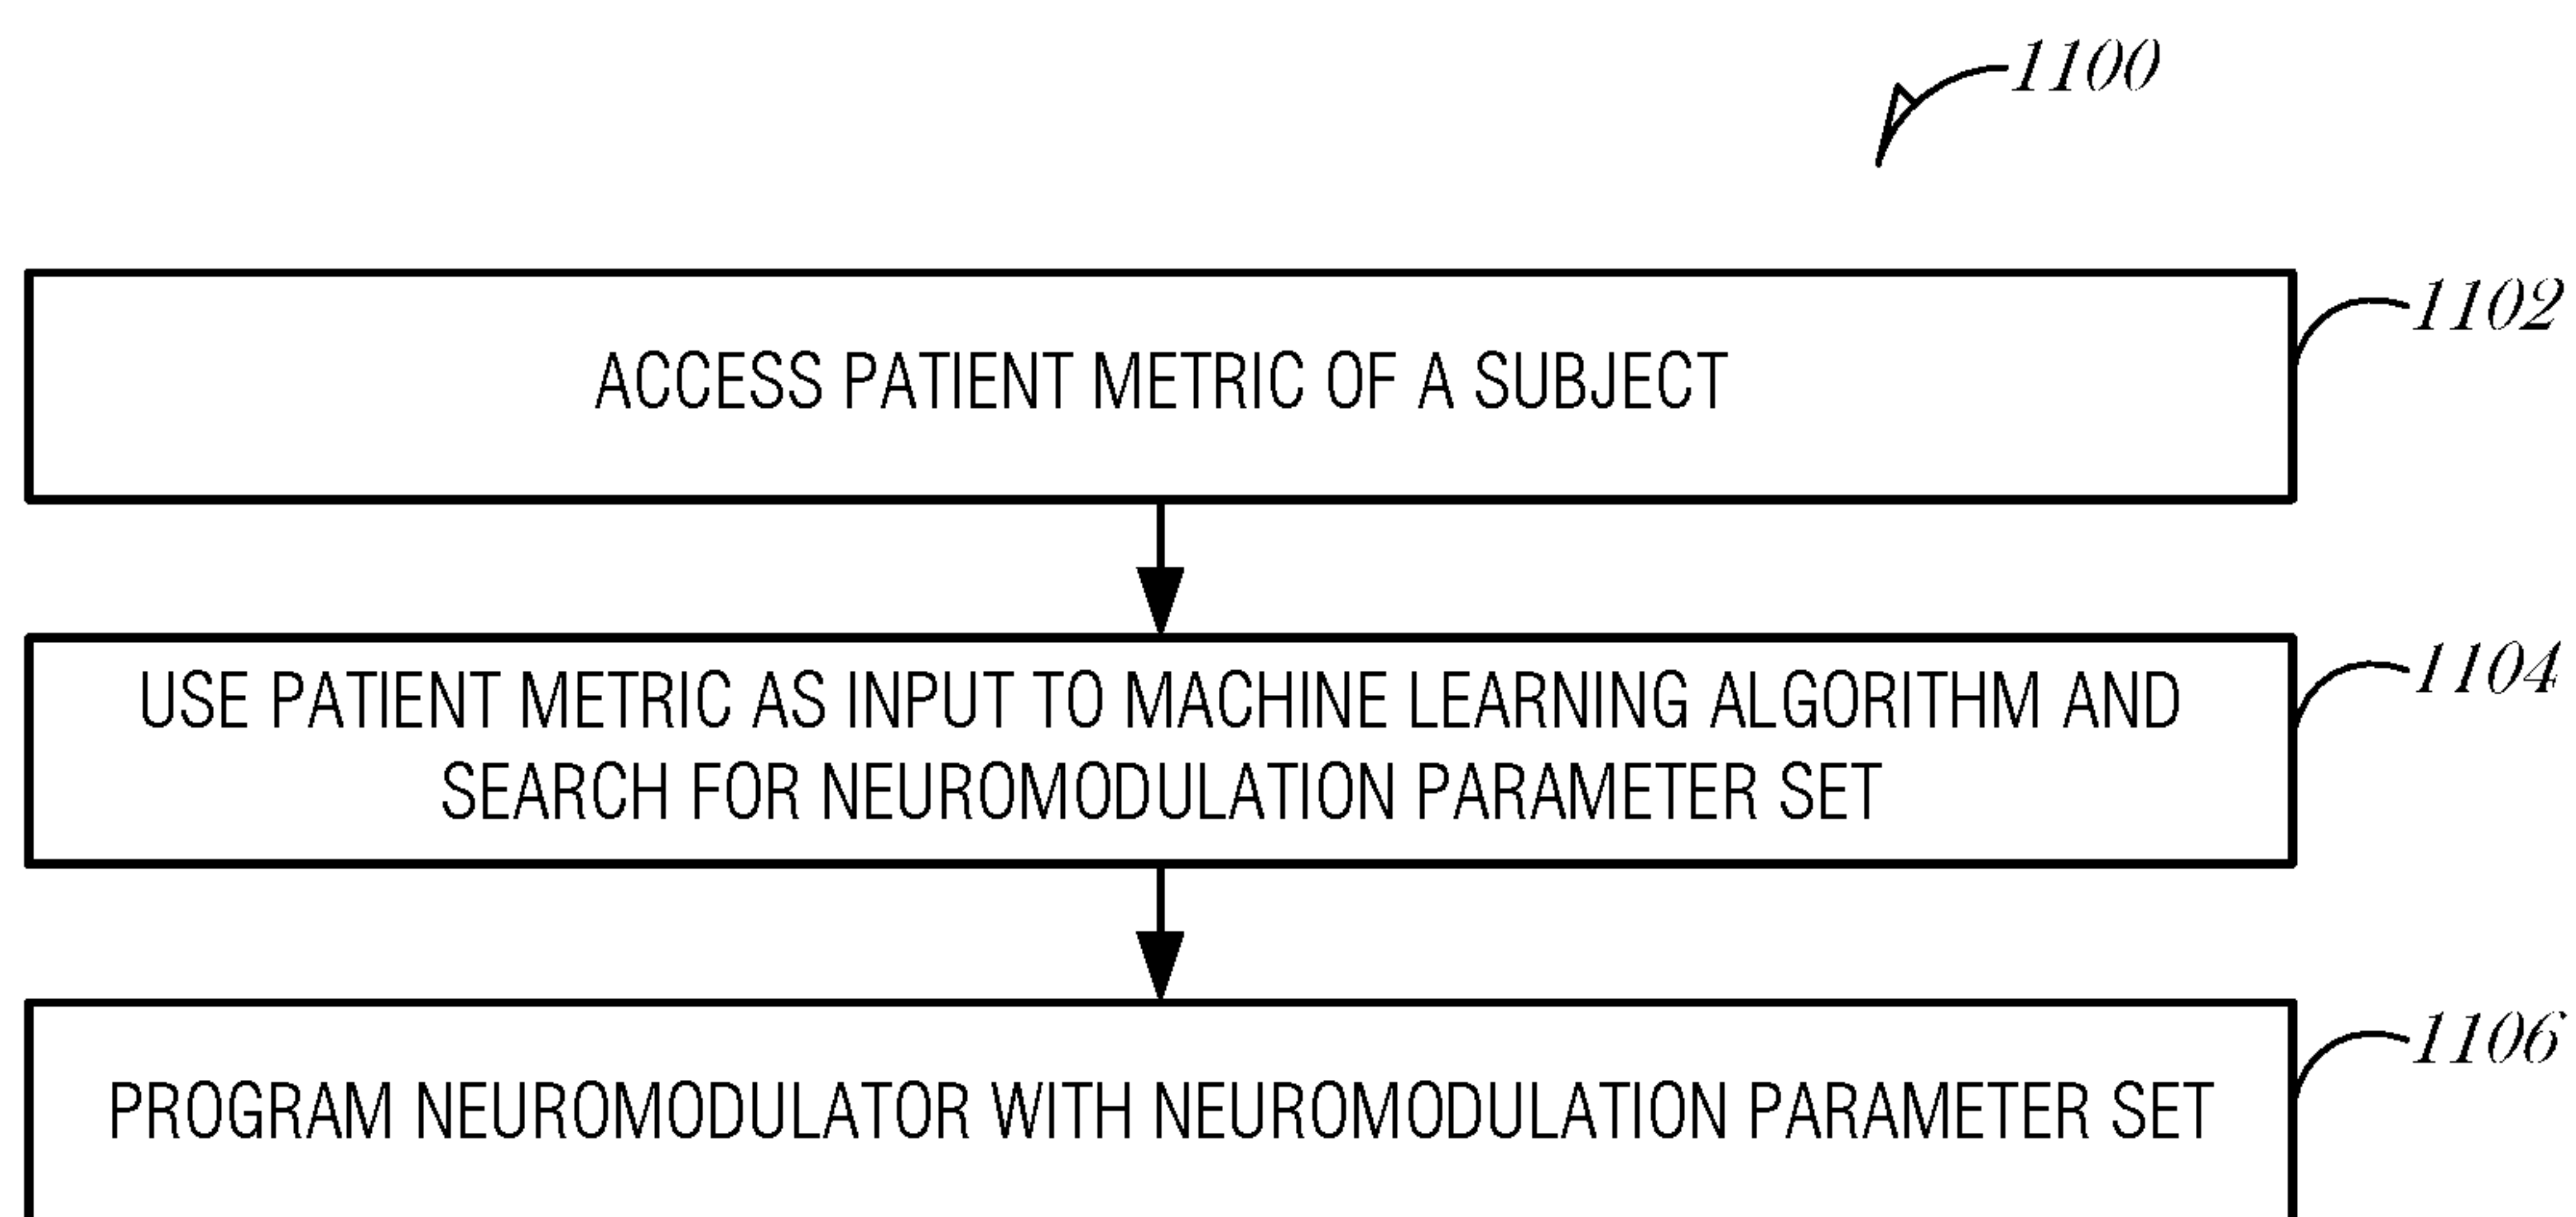 1100
1102
ACCESS PATIENT METRIC OF A SUBJECT
1104
USE PATIENT METRIC AS INPUT TO MACHINE LEARNING ALGORITHM AND
SEARCH FOR NEUROMODULATION PARAMETER SET
1106
PROGRAM NEUROMODULATOR WITH NEUROMODULATION PARAMETER SET